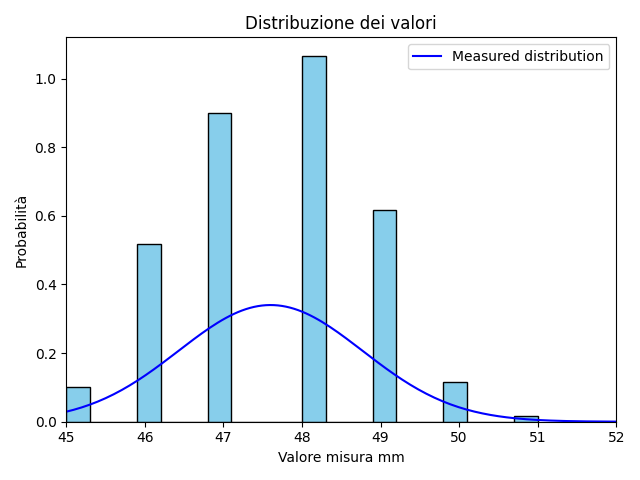 Distribuzione dei valori
Measured distribution
Probabilità
1.0
0.8
0.6
0.4
0.2
0.0
45 46 47 48 49 50 51 52
Valore misura mm